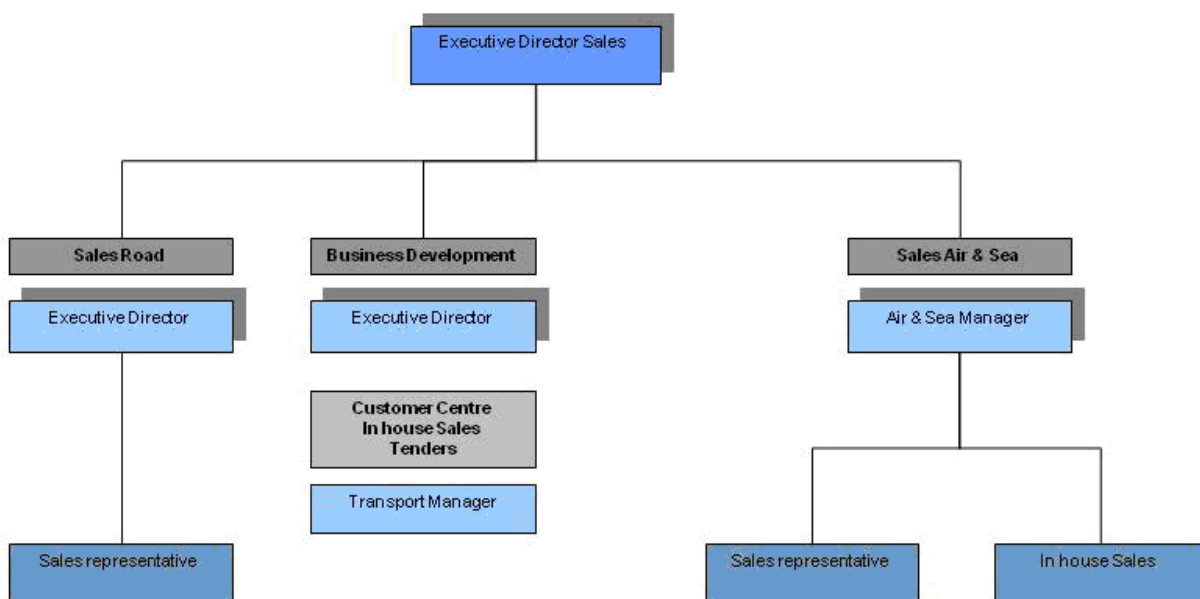 Executive Director Sales
Sales Road
Business Development
Sales Air & Sea
Executive Director
Executive Director
Air & Sea Manager
Customer Centre
In house Sales
Tenders
Transport Manager
Sales representative
Sales representative
In house Sales